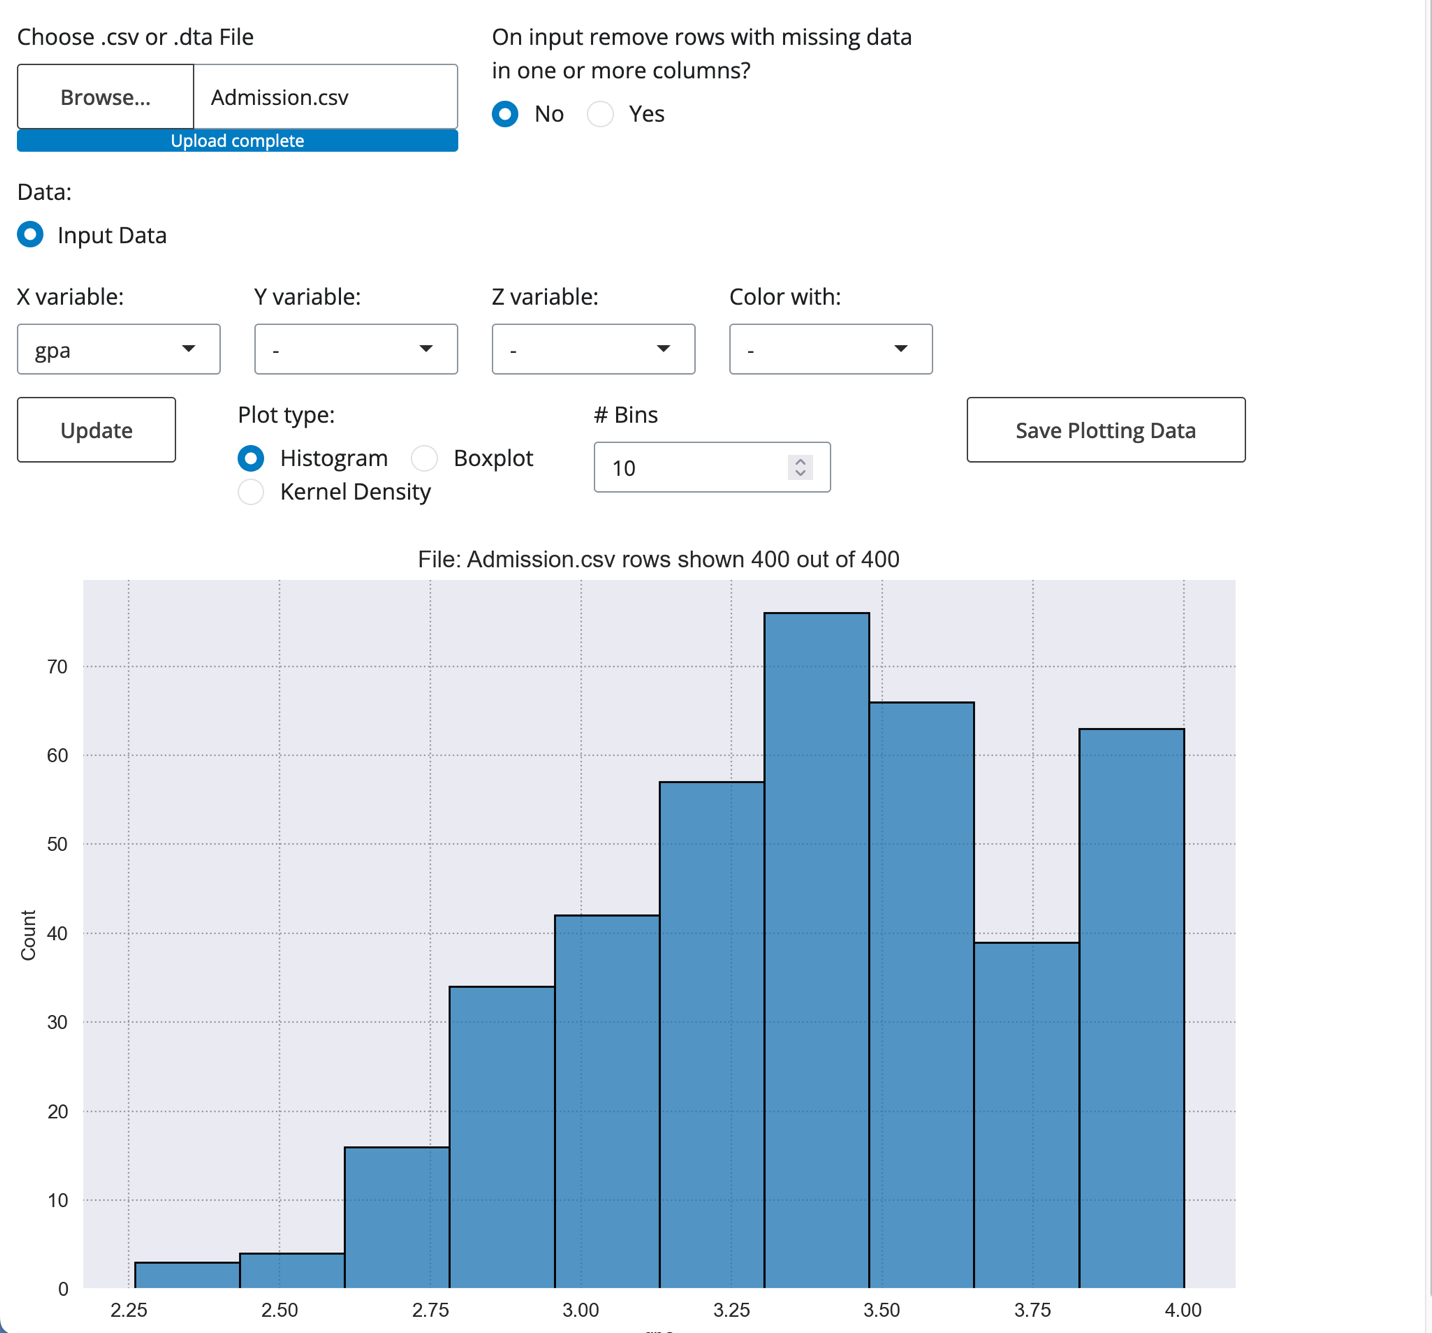 Choose .csv or .dta File
On input remove rows with missing data
in one or more columns?
Browse...
Admission.csv
No
Yes
Upload complete
Data:
Input Data
X variable:
Y variable:
Z variable:
Color with:
gpa
-
-
-
Update
Plot type:
# Bins
Save Plotting Data
Histogram
Boxplot
10
Kernel Density
File: Admission.csv rows shown 400 out of 400
70
60
50
40
30
20
10
0
Count
2.25
2.50
2.75
3.00
3.25
3.50
3.75
4.00